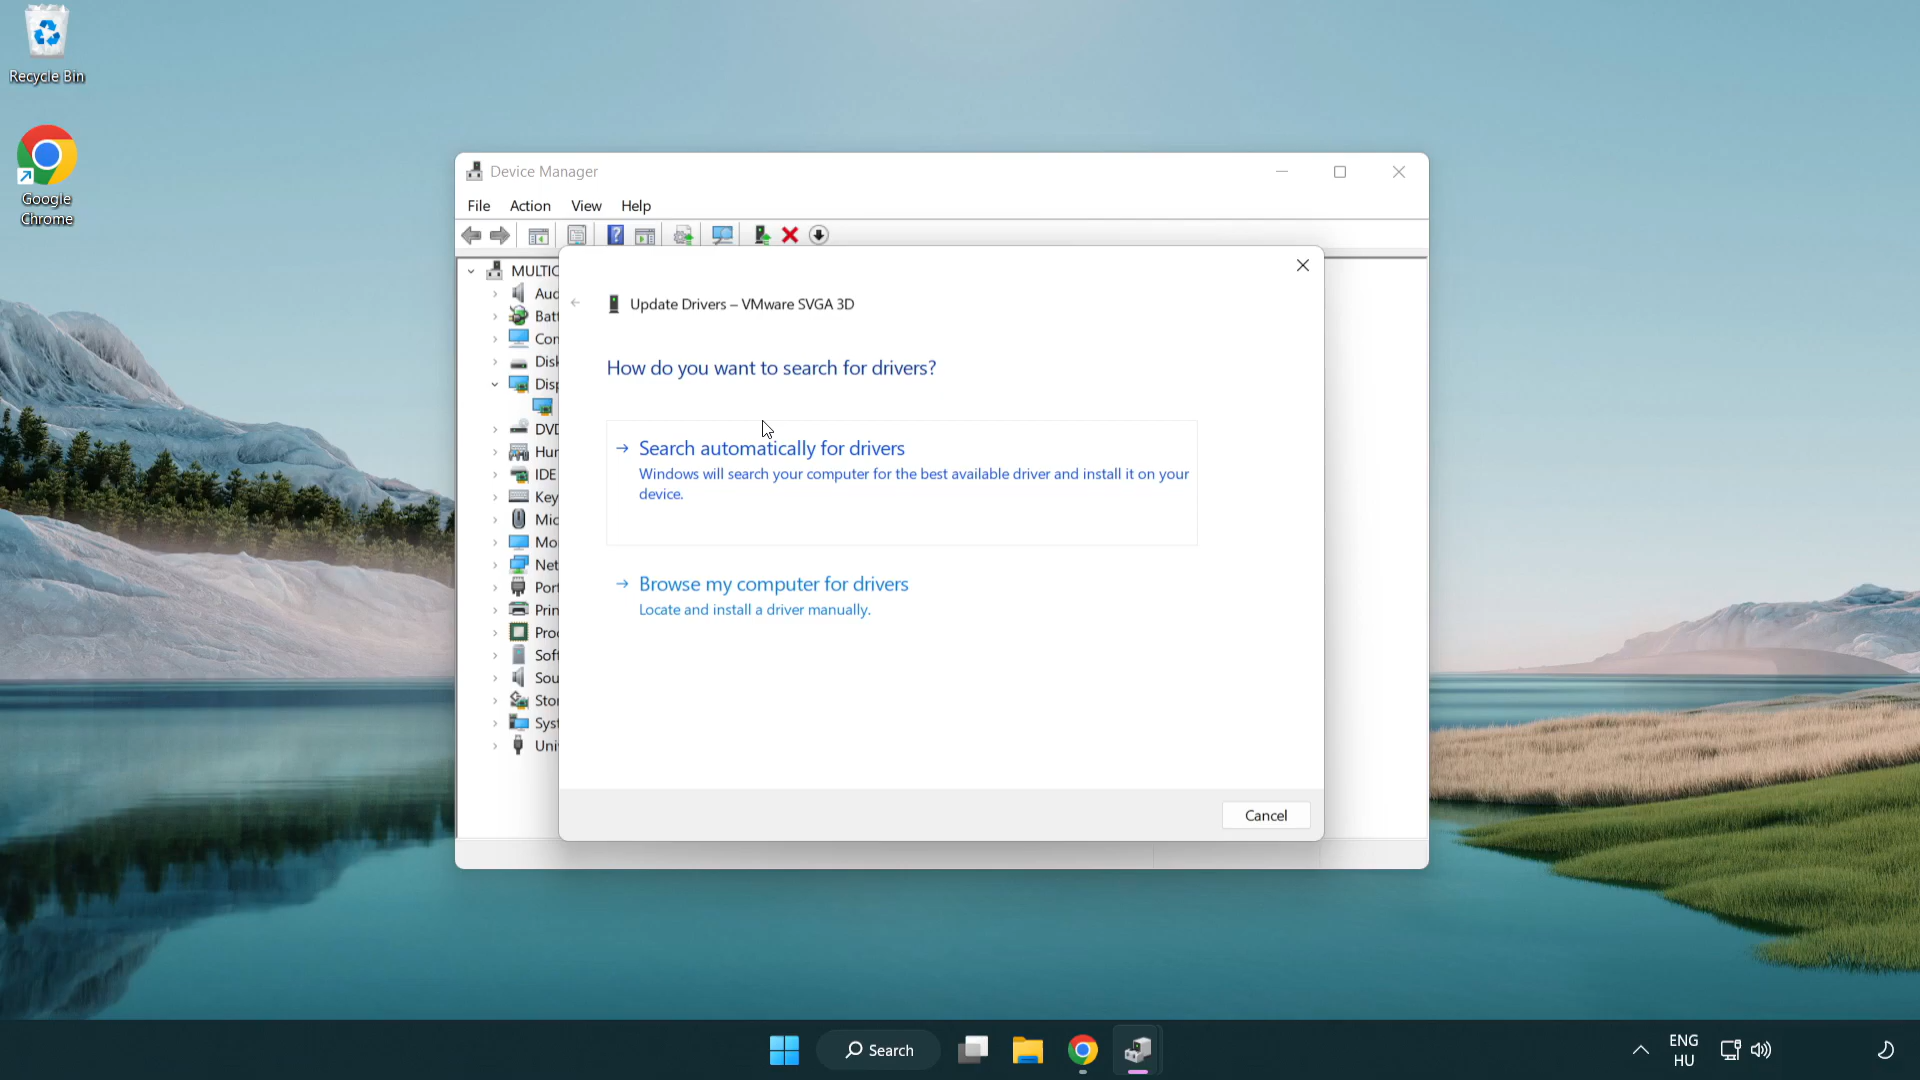 Recycle Bin
Google
Chrome
Device Manager
File Action View Help
MULTIC
Aud
Batt
Con
Disk
Disp
DVD
Hum
IDE
Key
Mic
Mo
Net
Port
Prin
Proc
Soft
Sou
Stor
Syst
Uni
Update Drivers – VMware SVGA 3D
How do you want to search for drivers?
Search automatically for drivers
Windows will search your computer for the best available driver and install it on your
device.
Browse my computer for drivers
Locate and install a driver manually.
Cancel
Search
ENG
HU